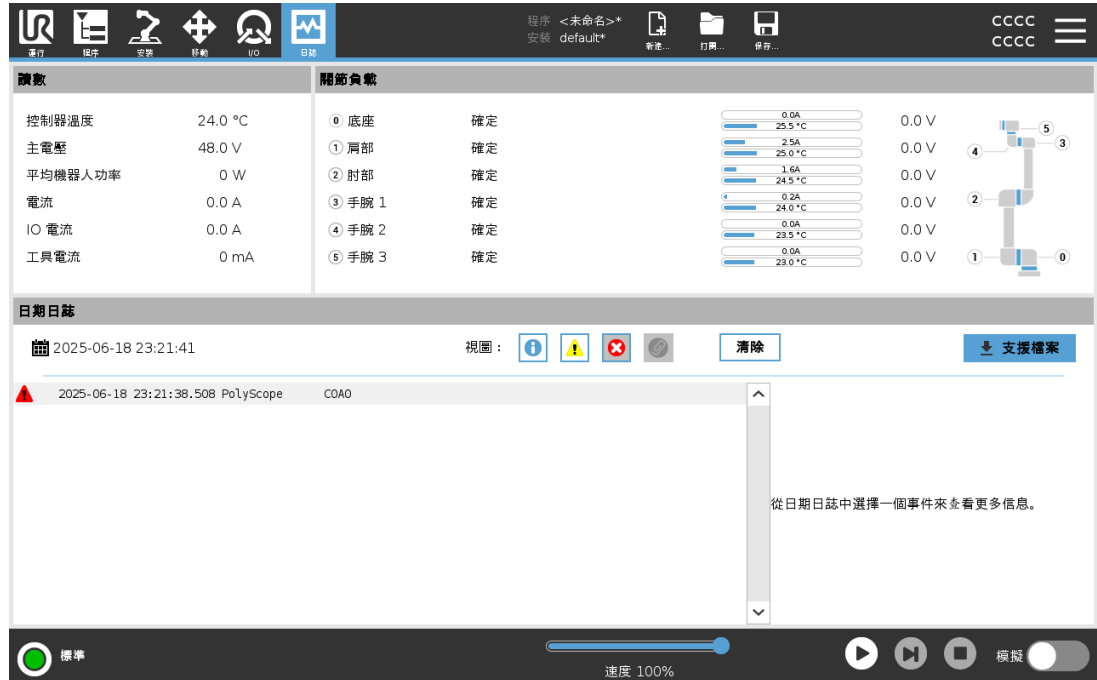 運行 程序 安裝 移動 I/O 日誌
程序 <未命名>*
安裝 default*
新建... 打開... 保存...
cccc
cccc
讀數
控制器溫度 24.0 °C
主電壓 48.0 V
平均機器人功率 0 W
電流 0.0 A
IO 電流 0.0 A
工具電流 0 mA
關節負載
0 底座 確定 0.0A 25.5 °C 0.0 V
1 肩部 確定 2.5A 25.0 °C 0.0 V
2 肘部 確定 1.6A 24.5 °C 0.0 V
3 手腕 1 確定 0.2A 24.0 °C 0.0 V
4 手腕 2 確定 0.0A 23.5 °C 0.0 V
5 手腕 3 確定 0.0A 23.0 °C 0.0 V
5
3
4
2
1 0
日期日誌
2025-06-18 23:21:41 視圖： 清除 支援檔案
2025-06-18 23:21:38.508 PolyScope C0A0
從日期日誌中選擇一個事件來查看更多信息。
標準
速度 100%
模擬